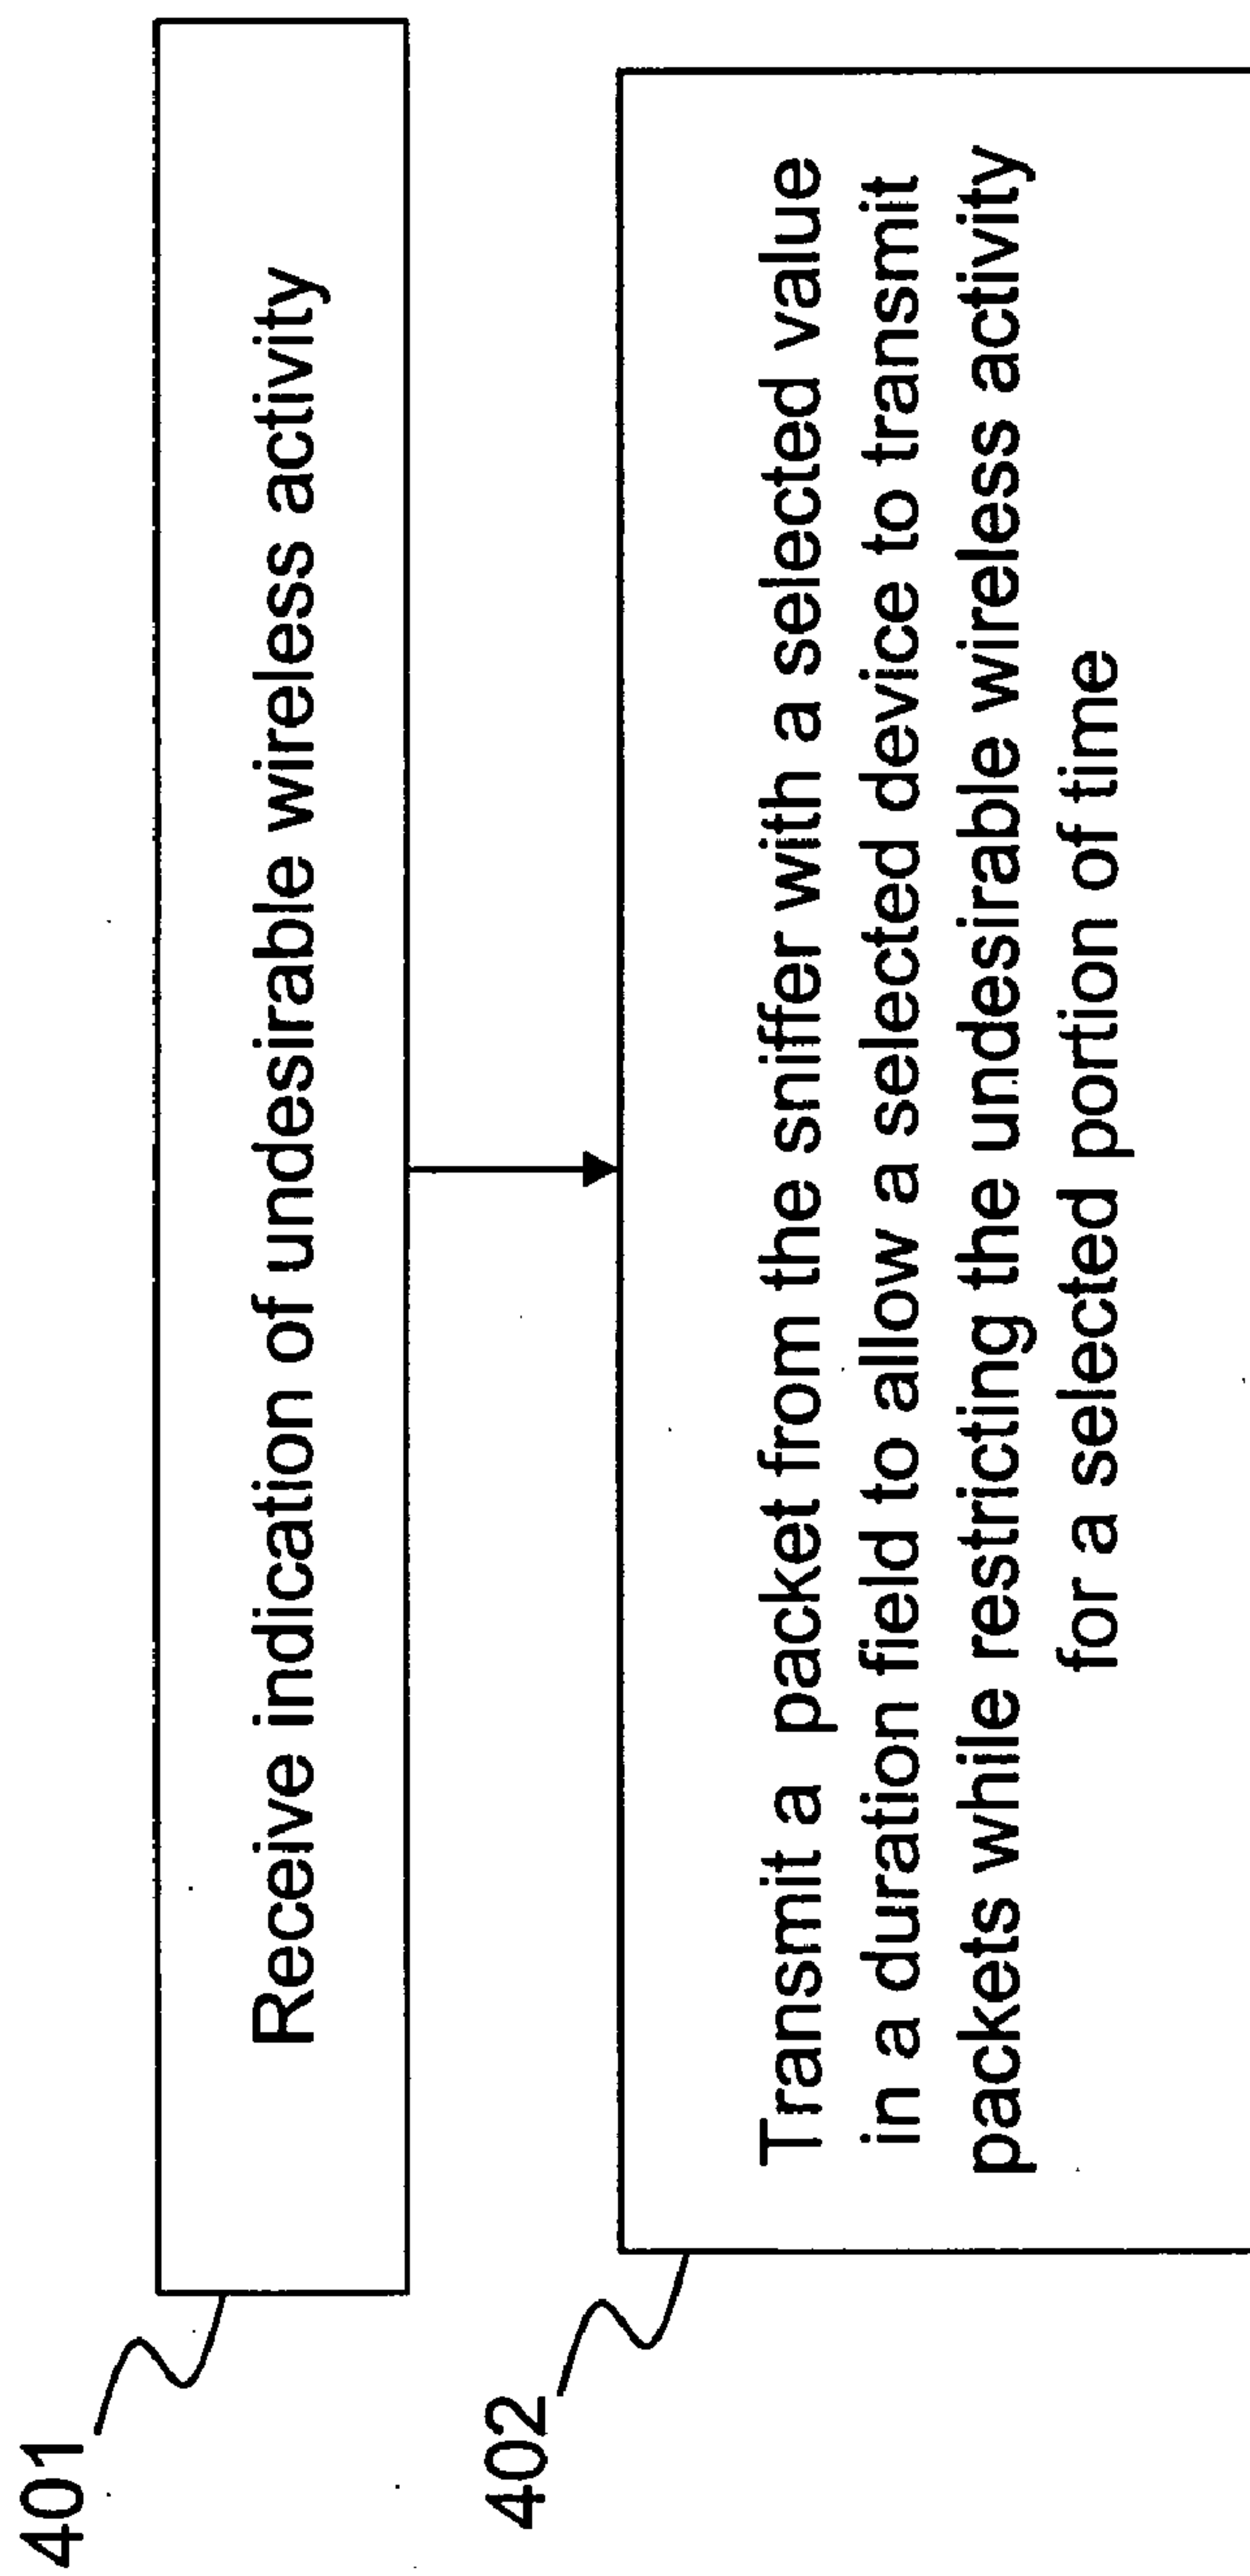 401
Receive indication of undesirable wireless activity
402
Transmit a packet from the sniffer with a selected value
in a duration field to allow a selected device to transmit
packets while restricting the undesirable wireless activity
for a selected portion of time